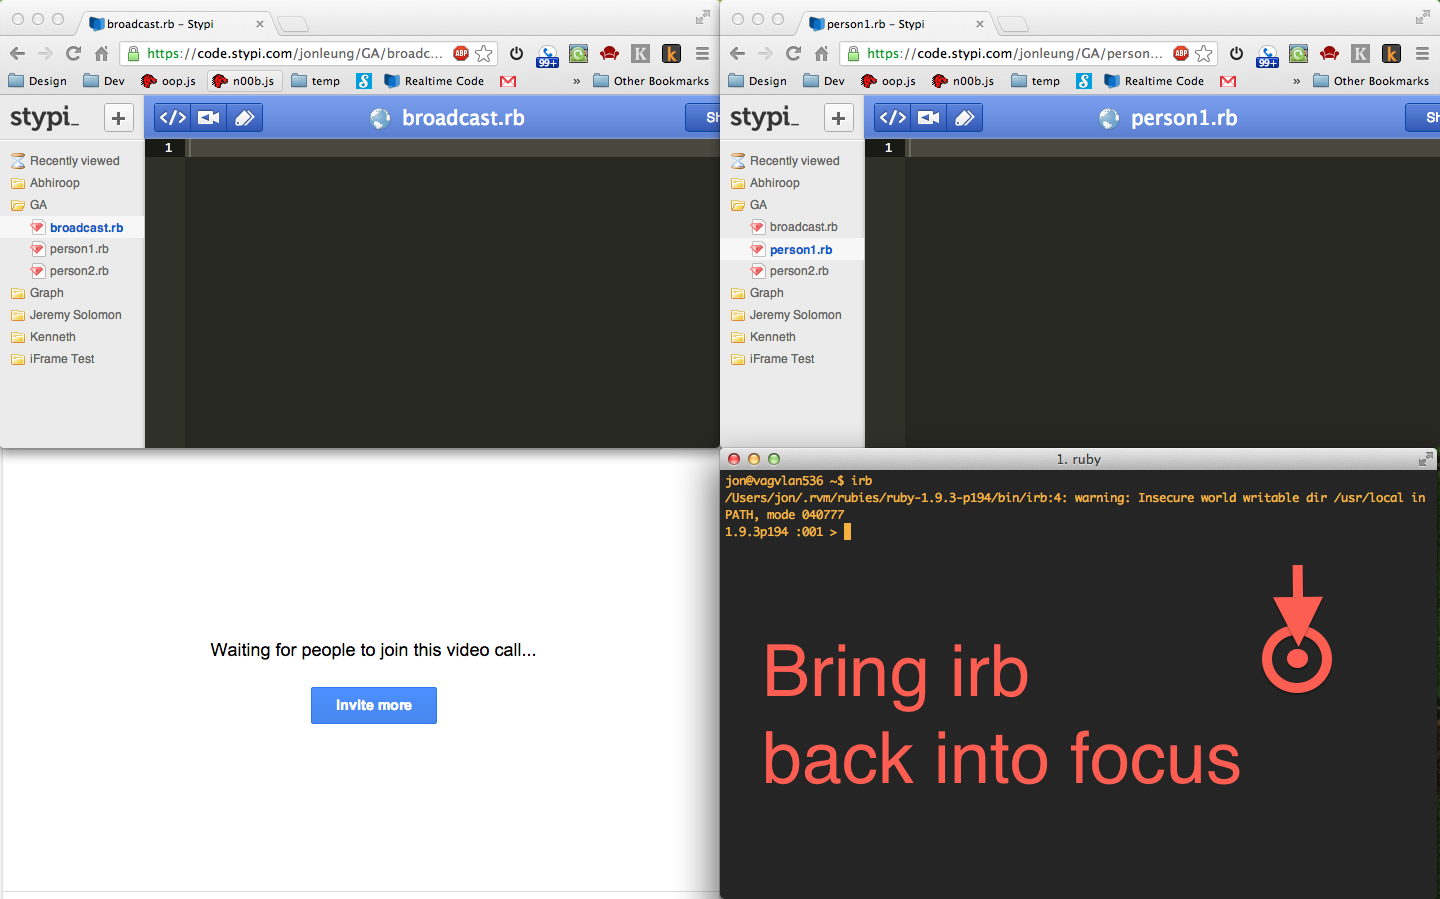 broadcast.rb – Stypi
https://code.stypi.com/jonleung/GA/broadc...
ABP
99+
K
k
Design
Dev
oop.js
n00b.js
temp
Realtime Code
»
Other Bookmarks
stypi_
+
</>
broadcast.rb
Sh
Recently viewed
Abhiroop
GA
broadcast.rb
person1.rb
person2.rb
Graph
Jeremy Solomon
Kenneth
iFrame Test
1
person1.rb – Stypi
https://code.stypi.com/jonleung/GA/person...
ABP
99+
K
k
Design
Dev
oop.js
n00b.js
temp
Realtime Code
»
Other Bookmarks
stypi_
+
</>
person1.rb
Sh
Recently viewed
Abhiroop
GA
broadcast.rb
person1.rb
person2.rb
Graph
Jeremy Solomon
Kenneth
iFrame Test
1
Waiting for people to join this video call...
Invite more
1. ruby
jon@vagvlan536 ~$ irb
/Users/jon/.rvm/rubies/ruby-1.9.3-p194/bin/irb:4: warning: Insecure world writable dir /usr/local in
PATH, mode 040777
1.9.3p194 :001 >
Bring irb
back into focus